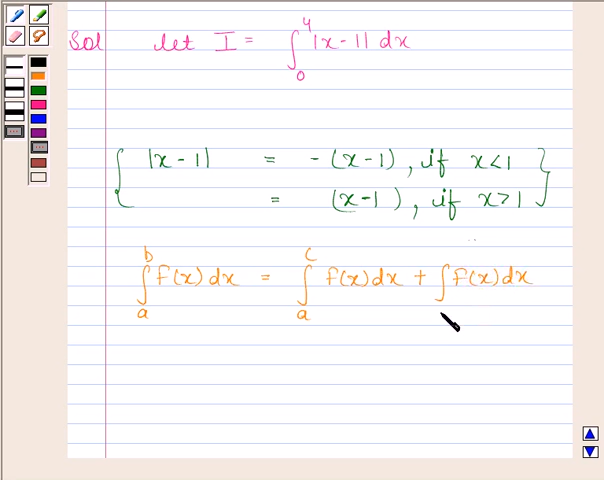 Sol let I = ∫₀⁴ |x-1| dx
|x-1| = -(x-1), if x<1
= (x-1), if x>1
∫ₐᵇ f(x) dx = ∫ₐᶜ f(x) dx + ∫ f(x) dx